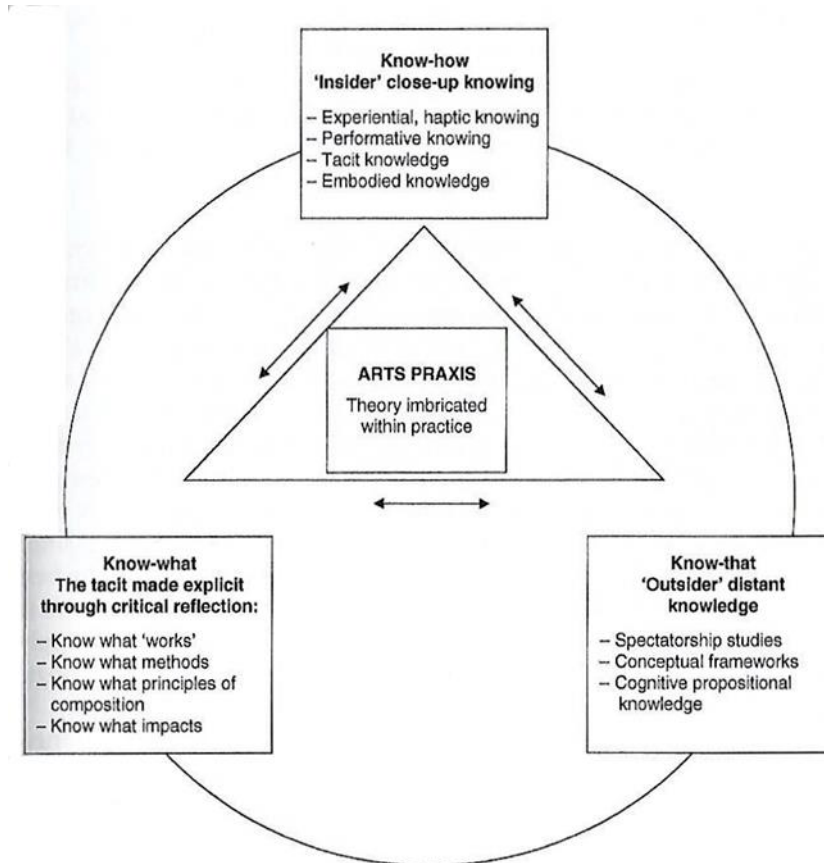 Know-how
‘Insider’ close-up knowing
– Experiential, haptic knowing
– Performative knowing
– Tacit knowledge
– Embodied knowledge
ARTS PRAXIS
Theory imbricated
within practice
Know-what
The tacit made explicit
through critical reflection:
– Know what ‘works’
– Know what methods
– Know what principles of
composition
– Know what impacts
Know-that
‘Outsider’ distant
knowledge
– Spectatorship studies
– Conceptual frameworks
– Cognitive propositional
knowledge